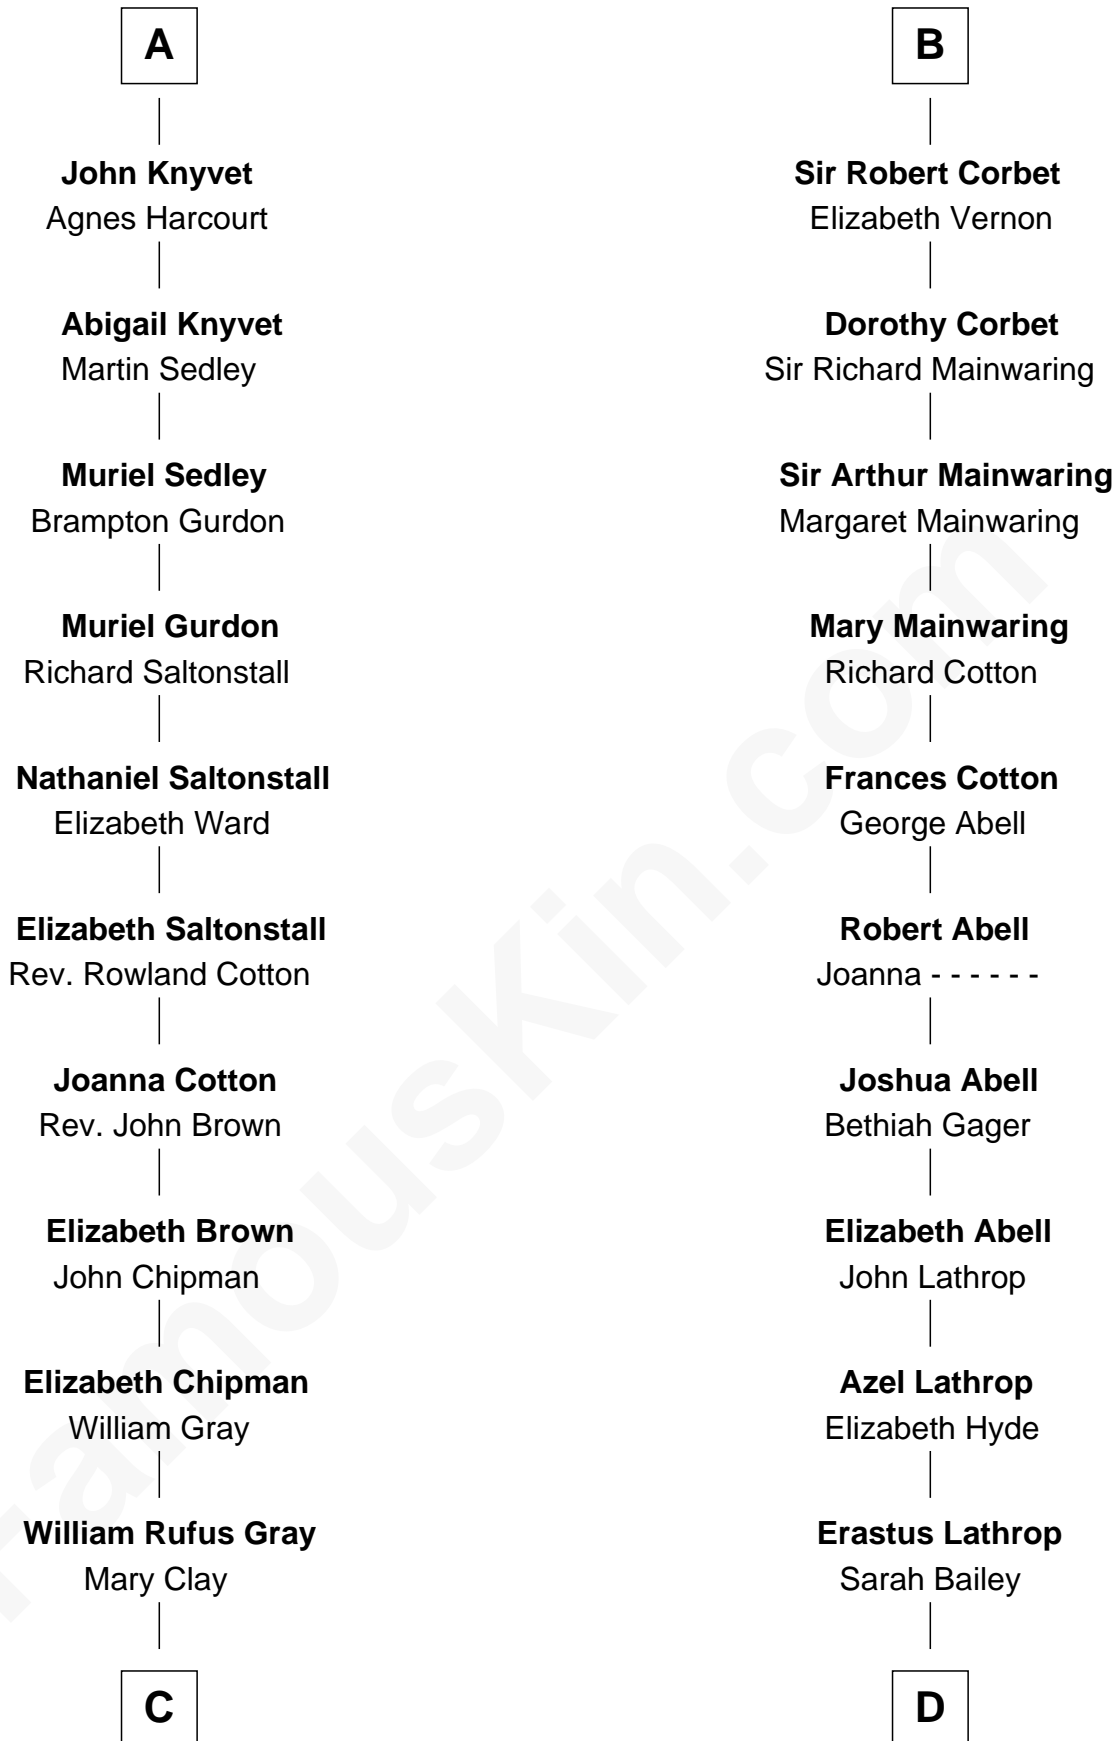 A
John Knyvet
Agnes Harcourt
Abigail Knyvet
Martin Sedley
Muriel Sedley
Brampton Gurdon
Muriel Gurdon
Richard Saltonstall
Nathaniel Saltonstall
Elizabeth Ward
Elizabeth Saltonstall
Rev. Rowland Cotton
Joanna Cotton
Rev. John Brown
Elizabeth Brown
John Chipman
Elizabeth Chipman
William Gray
William Rufus Gray
Mary Clay
C
B
Sir Robert Corbet
Elizabeth Vernon
Dorothy Corbet
Sir Richard Mainwaring
Sir Arthur Mainwaring
Margaret Mainwaring
Mary Mainwaring
Richard Cotton
Frances Cotton
George Abell
Robert Abell
Joanna - - - - - -
Joshua Abell
Bethiah Gager
Elizabeth Abell
John Lathrop
Azel Lathrop
Elizabeth Hyde
Erastus Lathrop
Sarah Bailey
D
FamousKin.com